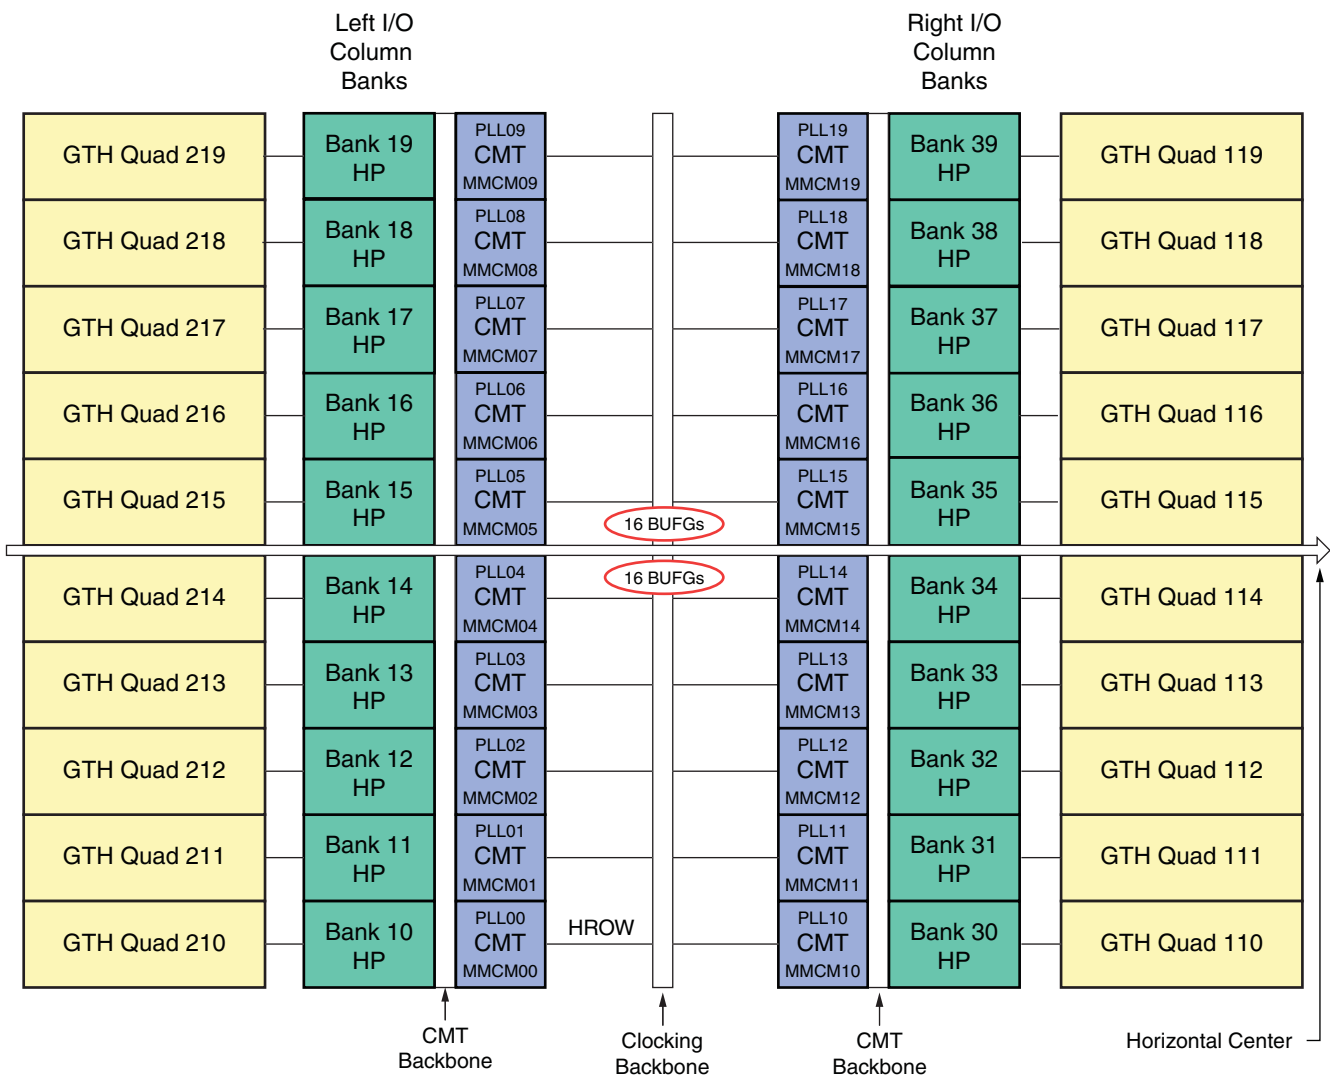 Left I/O
Column
Banks
Right I/O
Column
Banks
GTH Quad 219
Bank 19
HP
PLL09
CMT
MMCM09
PLL19
CMT
MMCM19
Bank 39
HP
GTH Quad 119
GTH Quad 218
Bank 18
HP
PLL08
CMT
MMCM08
PLL18
CMT
MMCM18
Bank 38
HP
GTH Quad 118
GTH Quad 217
Bank 17
HP
PLL07
CMT
MMCM07
PLL17
CMT
MMCM17
Bank 37
HP
GTH Quad 117
GTH Quad 216
Bank 16
HP
PLL06
CMT
MMCM06
PLL16
CMT
MMCM16
Bank 36
HP
GTH Quad 116
GTH Quad 215
Bank 15
HP
PLL05
CMT
MMCM05
16 BUFGs
PLL15
CMT
MMCM15
Bank 35
HP
GTH Quad 115
GTH Quad 214
Bank 14
HP
PLL04
CMT
MMCM04
16 BUFGs
PLL14
CMT
MMCM14
Bank 34
HP
GTH Quad 114
GTH Quad 213
Bank 13
HP
PLL03
CMT
MMCM03
PLL13
CMT
MMCM13
Bank 33
HP
GTH Quad 113
GTH Quad 212
Bank 12
HP
PLL02
CMT
MMCM02
PLL12
CMT
MMCM12
Bank 32
HP
GTH Quad 112
GTH Quad 211
Bank 11
HP
PLL01
CMT
MMCM01
PLL11
CMT
MMCM11
Bank 31
HP
GTH Quad 111
GTH Quad 210
Bank 10
HP
PLL00
CMT
MMCM00
HROW
PLL10
CMT
MMCM10
Bank 30
HP
GTH Quad 110
CMT
Backbone
Clocking
Backbone
CMT
Backbone
Horizontal Center